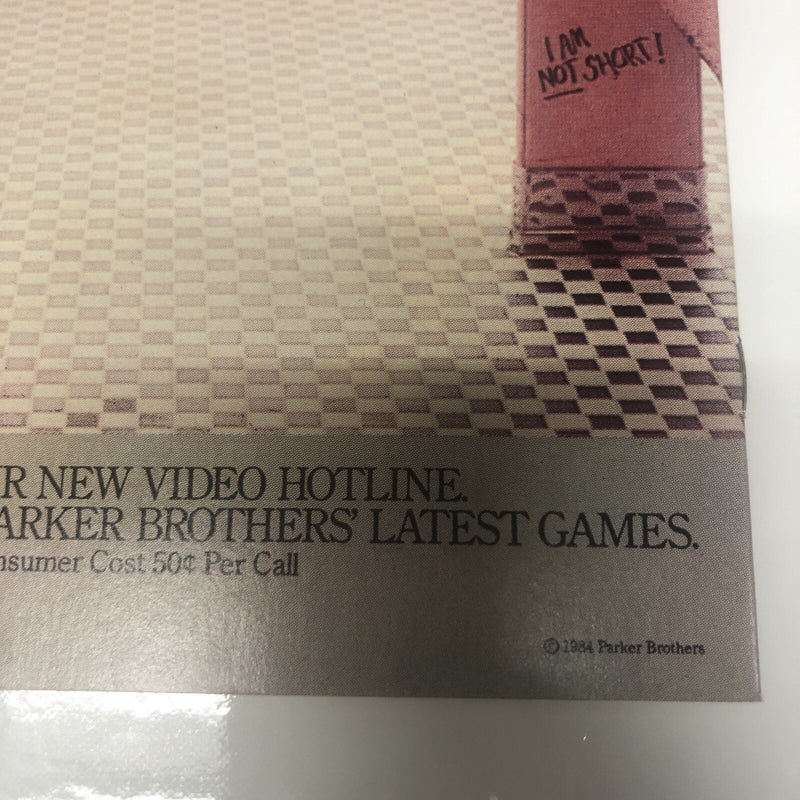 I AM
NOT SHORT!
R NEW VIDEO HOTLINE.
ARKER BROTHERS' LATEST GAMES.
nsumer Cost 50¢ Per Call
© 1984 Parker Brothers